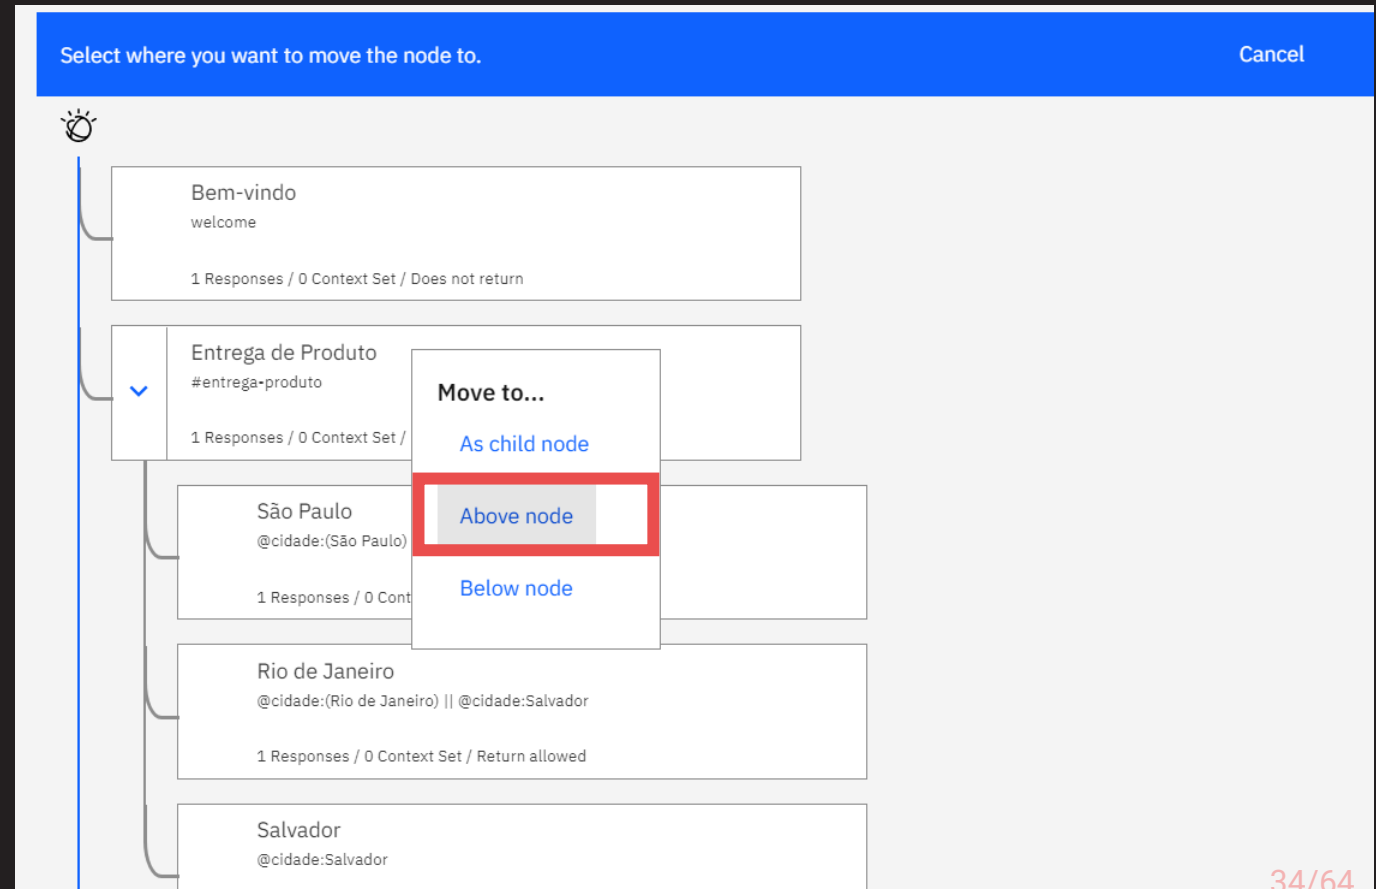 Select where you want to move the node to.
Cancel
Bem-vindo
welcome
1 Responses / 0 Context Set / Does not return
Entrega de Produto
#entrega-produto
1 Responses / 0 Context Set /
Move to...
As child node
Above node
Below node
São Paulo
@cidade:(São Paulo)
1 Responses / 0 Cont
Rio de Janeiro
@cidade:(Rio de Janeiro) || @cidade:Salvador
1 Responses / 0 Context Set / Return allowed
Salvador
@cidade:Salvador
34/64